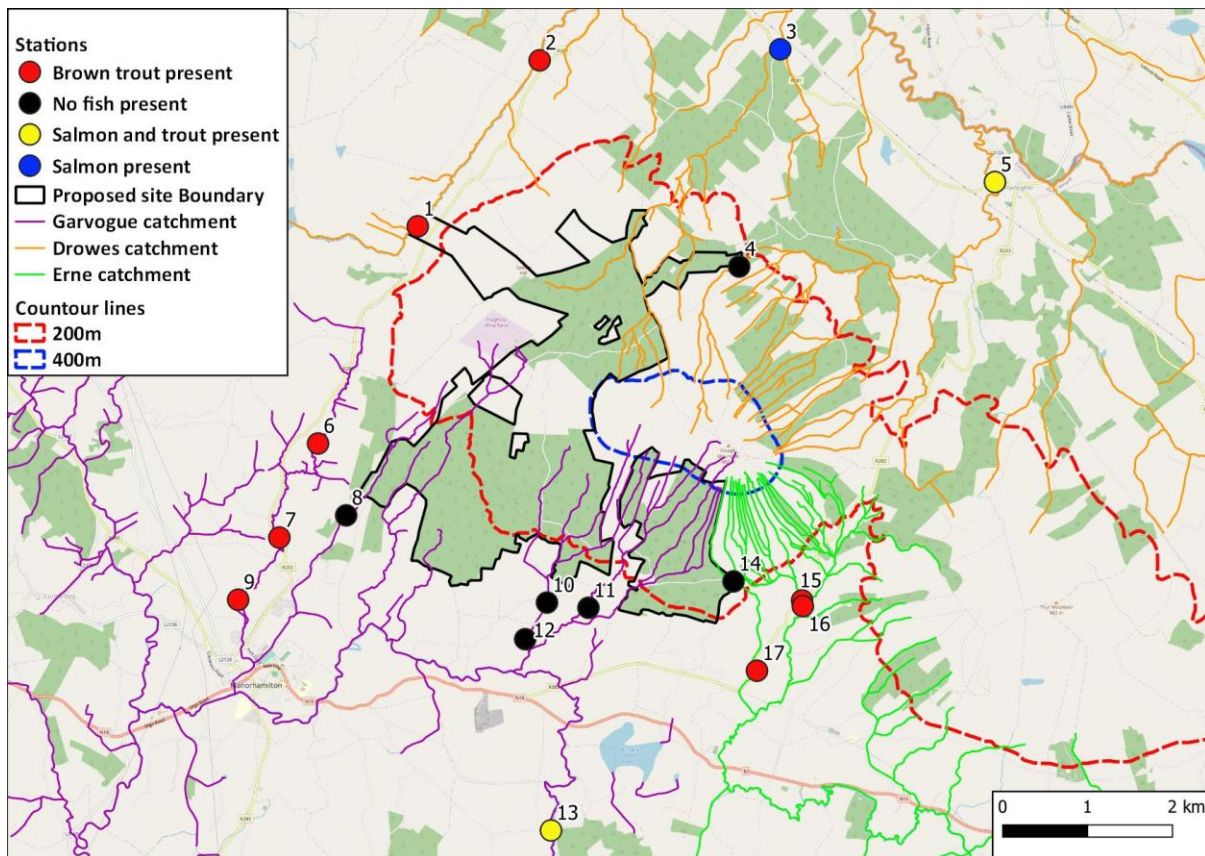 Stations
Brown trout present
No fish present
Salmon and trout present
Salmon present
Proposed site Boundary
Garvogue catchment
Drowes catchment
Erne catchment
Countour lines
200m
400m
1
2
3
4
5
6
7
8
9
10
11
12
13
14
15
16
17
Manorhamilton
0 1 2 km